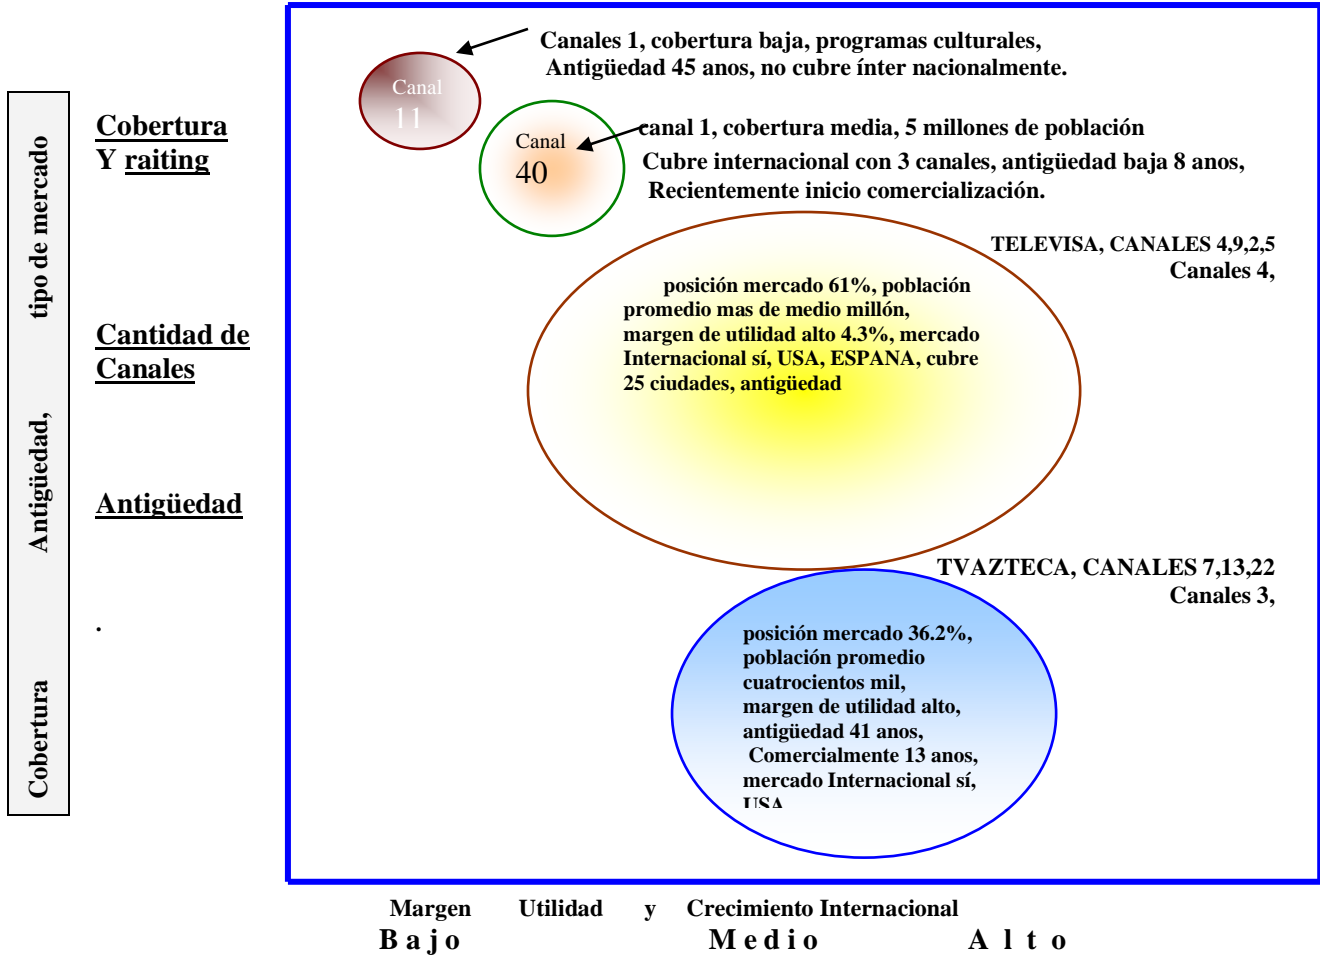 Canales 1, cobertura baja, programas culturales,
Antigüedad 45 anos, no cubre ínter nacionalmente.
Canal
11
Canal
40
canal 1, cobertura media, 5 millones de población
Cubre internacional con 3 canales, antigüedad baja 8 anos,
Recientemente inicio comercialización.
tipo de mercado
Antigüedad,
Cobertura
Cobertura
Y raiting
Cantidad de
Canales
Antigüedad
.
TELEVISA, CANALES 4,9,2,5
Canales 4,
posición mercado 61%, población
promedio mas de medio millón,
margen de utilidad alto 4.3%, mercado
Internacional sí, USA, ESPANA, cubre
25 ciudades, antigüedad
TVAZTECA, CANALES 7,13,22
Canales 3,
posición mercado 36.2%,
población promedio
cuatrocientos mil,
margen de utilidad alto,
antigüedad 41 anos,
Comercialmente 13 anos,
mercado Internacional sí,
USA
Margen Utilidad y Crecimiento Internacional
B a j o M e d i o A l t o